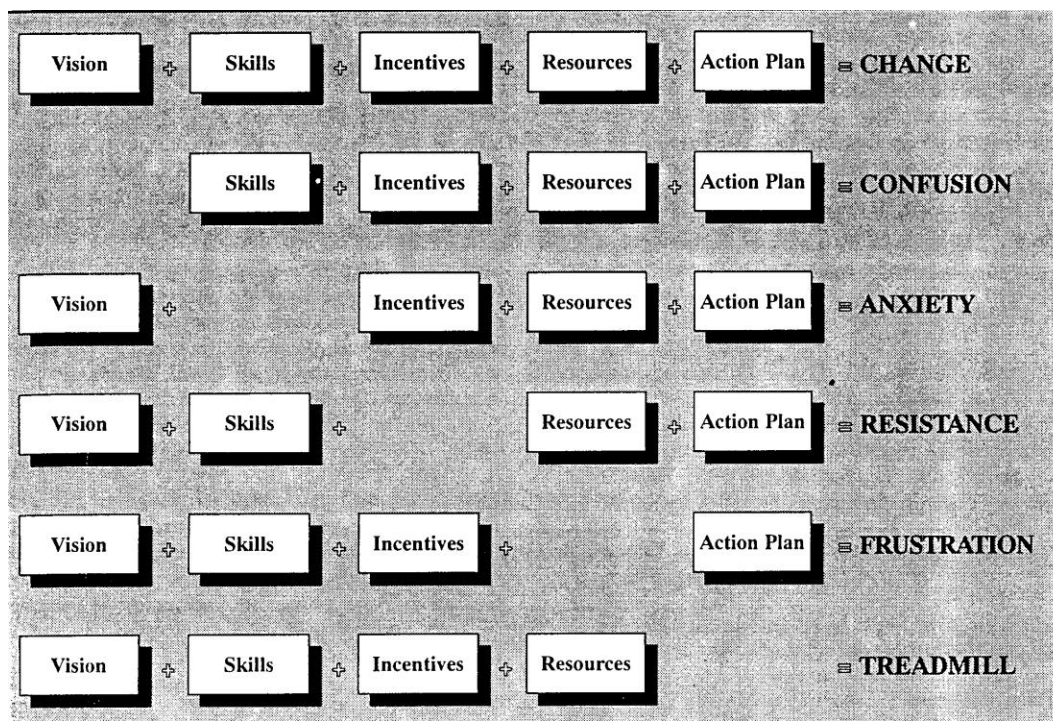 Vision + Skills + Incentives + Resources + Action Plan = CHANGE
Skills + Incentives + Resources + Action Plan = CONFUSION
Vision + Incentives + Resources + Action Plan = ANXIETY
Vision + Skills + Resources + Action Plan = RESISTANCE
Vision + Skills + Incentives + Action Plan = FRUSTRATION
Vision + Skills + Incentives + Resources = TREADMILL